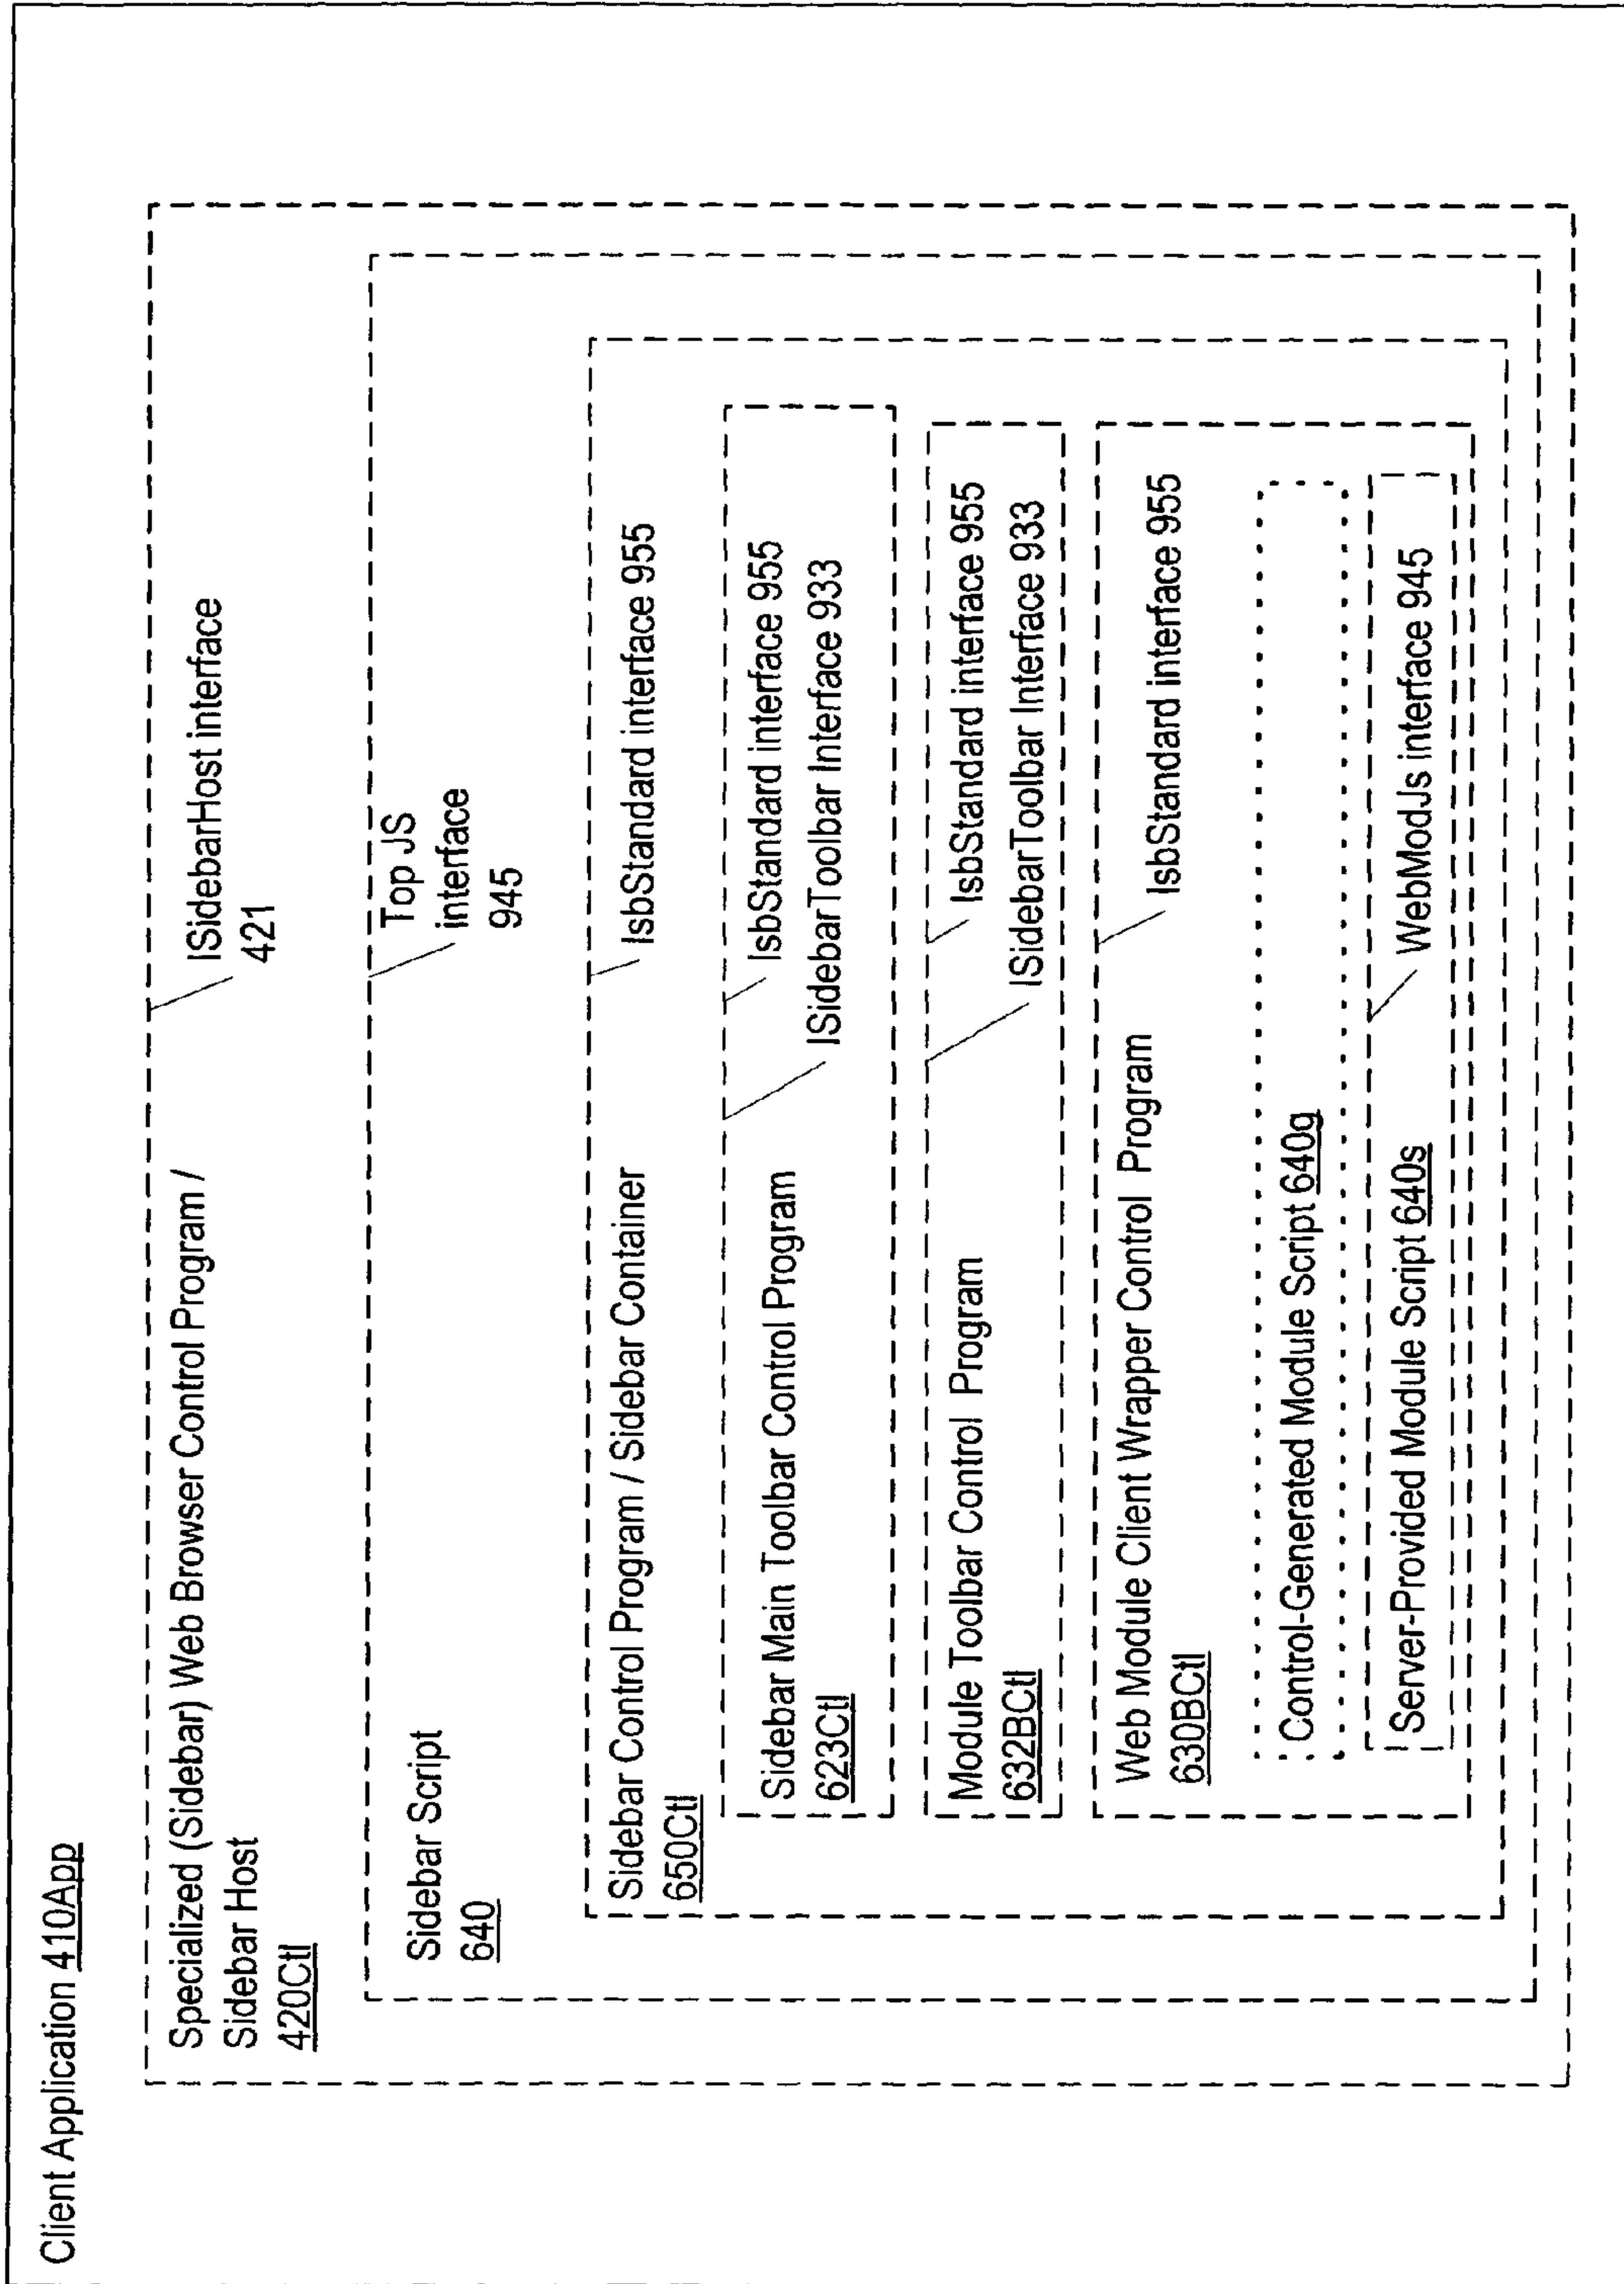 Client Application 410App
Specialized (Sidebar) Web Browser Control Program /
Sidebar Host
420Ctl
ISidebarHost interface
421
Sidebar Script
640
Top JS
interface
945
Sidebar Control Program / Sidebar Container
650Ctl
IsbStandard interface 955
Sidebar Main Toolbar Control Program
623Ctl
IsbStandard interface 955
ISidebarToolbar Interface 933
Module Toolbar Control Program
632BCtl
IsbStandard interface 955
ISidebarToolbar Interface 933
Web Module Client Wrapper Control Program
630BCtl
IsbStandard interface 955
Control-Generated Module Script 640g
Server-Provided Module Script 640s
WebModJs interface 945